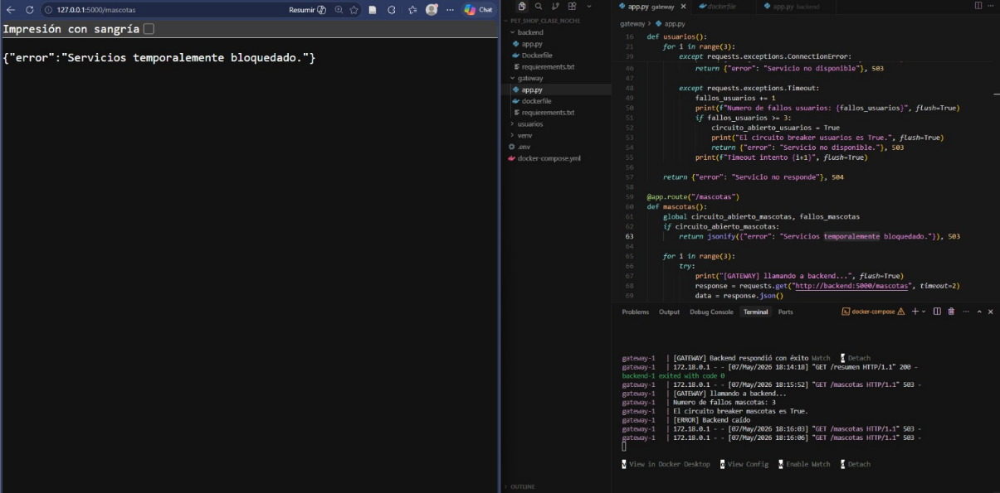 127.0.0.1:5000/mascotas
Resumir
Chat
Impresión con sangría
{"error":"Servicios temporalemente bloquedado."}
PET_SHOP_CLASE_NOCHE
backend
app.py
Dockerfile
requierements.txt
gateway
app.py
dockerfile
requierements.txt
usuarios
venv
.env
docker-compose.yml
OUTLINE
app.py gateway
dockerfile
app.py backend
gateway > app.py
16 def usuarios():
21 for i in range(3):
39 except requests.exceptions.ConnectionError:
46 return {"error": "Servicio no disponible"}, 503
47
48 except requests.exceptions.Timeout:
49 fallos_usuarios += 1
50 print(f"Numero de fallos usuarios: {fallos_usuarios}", flush=True)
51 if fallos_usuarios >= 3:
52 circuito_abierto_usuarios = True
53 print("El circuito breaker usuarios es True.", flush=True)
54 return {"error": "Servicio no disponible."}, 503
55 print(f"Timeout intento {i+1}", flush=True)
56
57 return {"error": "Servicio no responde"}, 504
58
59 @app.route("/mascotas")
60 def mascotas():
61 global circuito_abierto_mascotas, fallos_mascotas
62 if circuito_abierto_mascotas:
63 return jsonify({"error": "Servicios temporalemente bloquedado."}), 503
64
65 for i in range(3):
66 try:
67 print("[GATEWAY] llamando a backend...", flush=True)
68 response = requests.get("http://backend:5000/mascotas", timeout=2)
69 data = response.json()
Problems Output Debug Console Terminal Ports
docker-compose
gateway-1 | [GATEWAY] Backend respondió con éxito Watch d Detach
gateway-1 | 172.18.0.1 - - [07/May/2026 18:14:18] "GET /resumen HTTP/1.1" 200 -
backend-1 exited with code 0
gateway-1 | 172.18.0.1 - - [07/May/2026 18:15:52] "GET /mascotas HTTP/1.1" 503 -
gateway-1 | [GATEWAY] llamando a backend...
gateway-1 | Numero de fallos mascotas: 3
gateway-1 | El circuito breaker mascotas es True.
gateway-1 | [ERROR] Backend caído
gateway-1 | 172.18.0.1 - - [07/May/2026 18:16:03] "GET /mascotas HTTP/1.1" 503 -
gateway-1 | 172.18.0.1 - - [07/May/2026 18:16:06] "GET /mascotas HTTP/1.1" 503 -
v View in Docker Desktop o View Config w Enable Watch d Detach